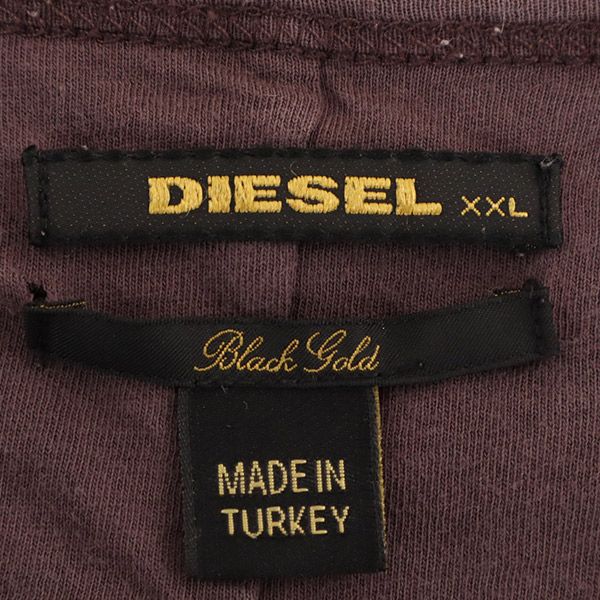 DIESEL XXL
Black Gold
MADE IN
TURKEY